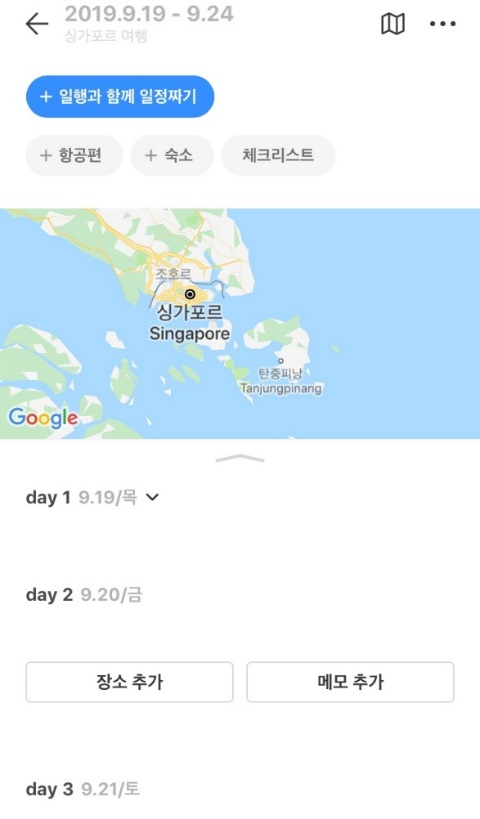 2019.9.19 - 9.24
싱가포르 여행
+ 일행과 함께 일정짜기
+ 항공편 + 숙소 체크리스트
조호르
싱가포르
Singapore
탄중피낭
Tanjungpinang
Google
day 1 9.19/목
day 2 9.20/금
장소 추가 메모 추가
day 3 9.21/토